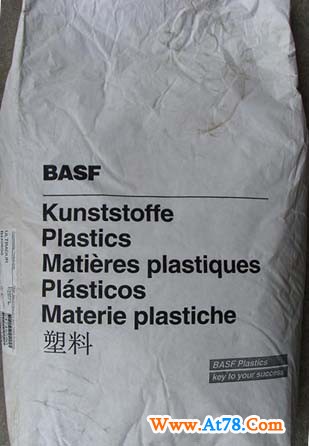 BASF
Kunststoffe
Plastics
Matières plastiques
Plásticos
Materie plastiche
塑料
BASF Plastics
key to your success
Www.At78.Com